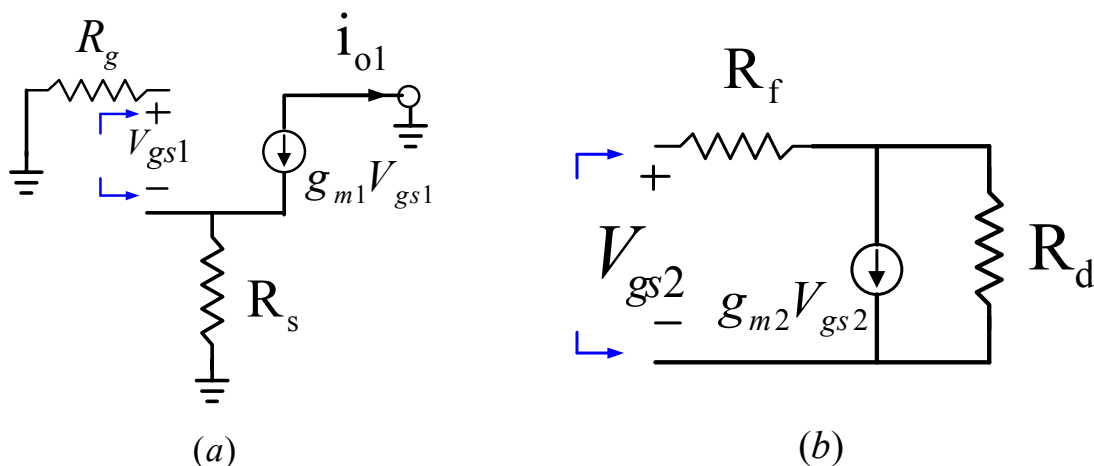 R_g
i_o1
+
V_gs1
−
g_m1 V_gs1
R_s
(a)
R_f
+
V_gs2
−
g_m2 V_gs2
R_d
(b)